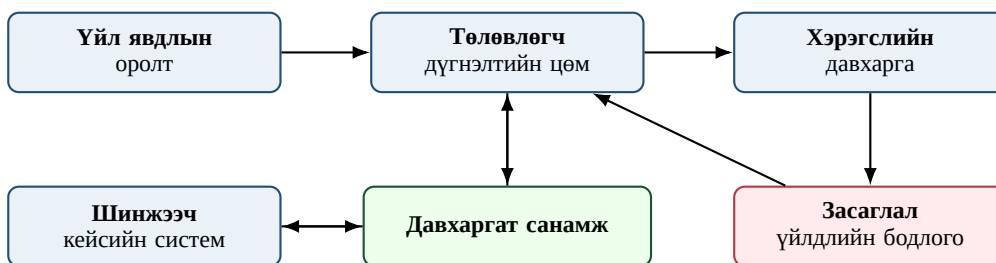 Үйл явдлын
оролт
Төлөвлөгч
дүгнэлтийн цөм
Хэрэгслийн
давхарга
Шинжээч
кейсийн систем
Давхаргат санамж
Засаглал
үйлдлийн бодлого